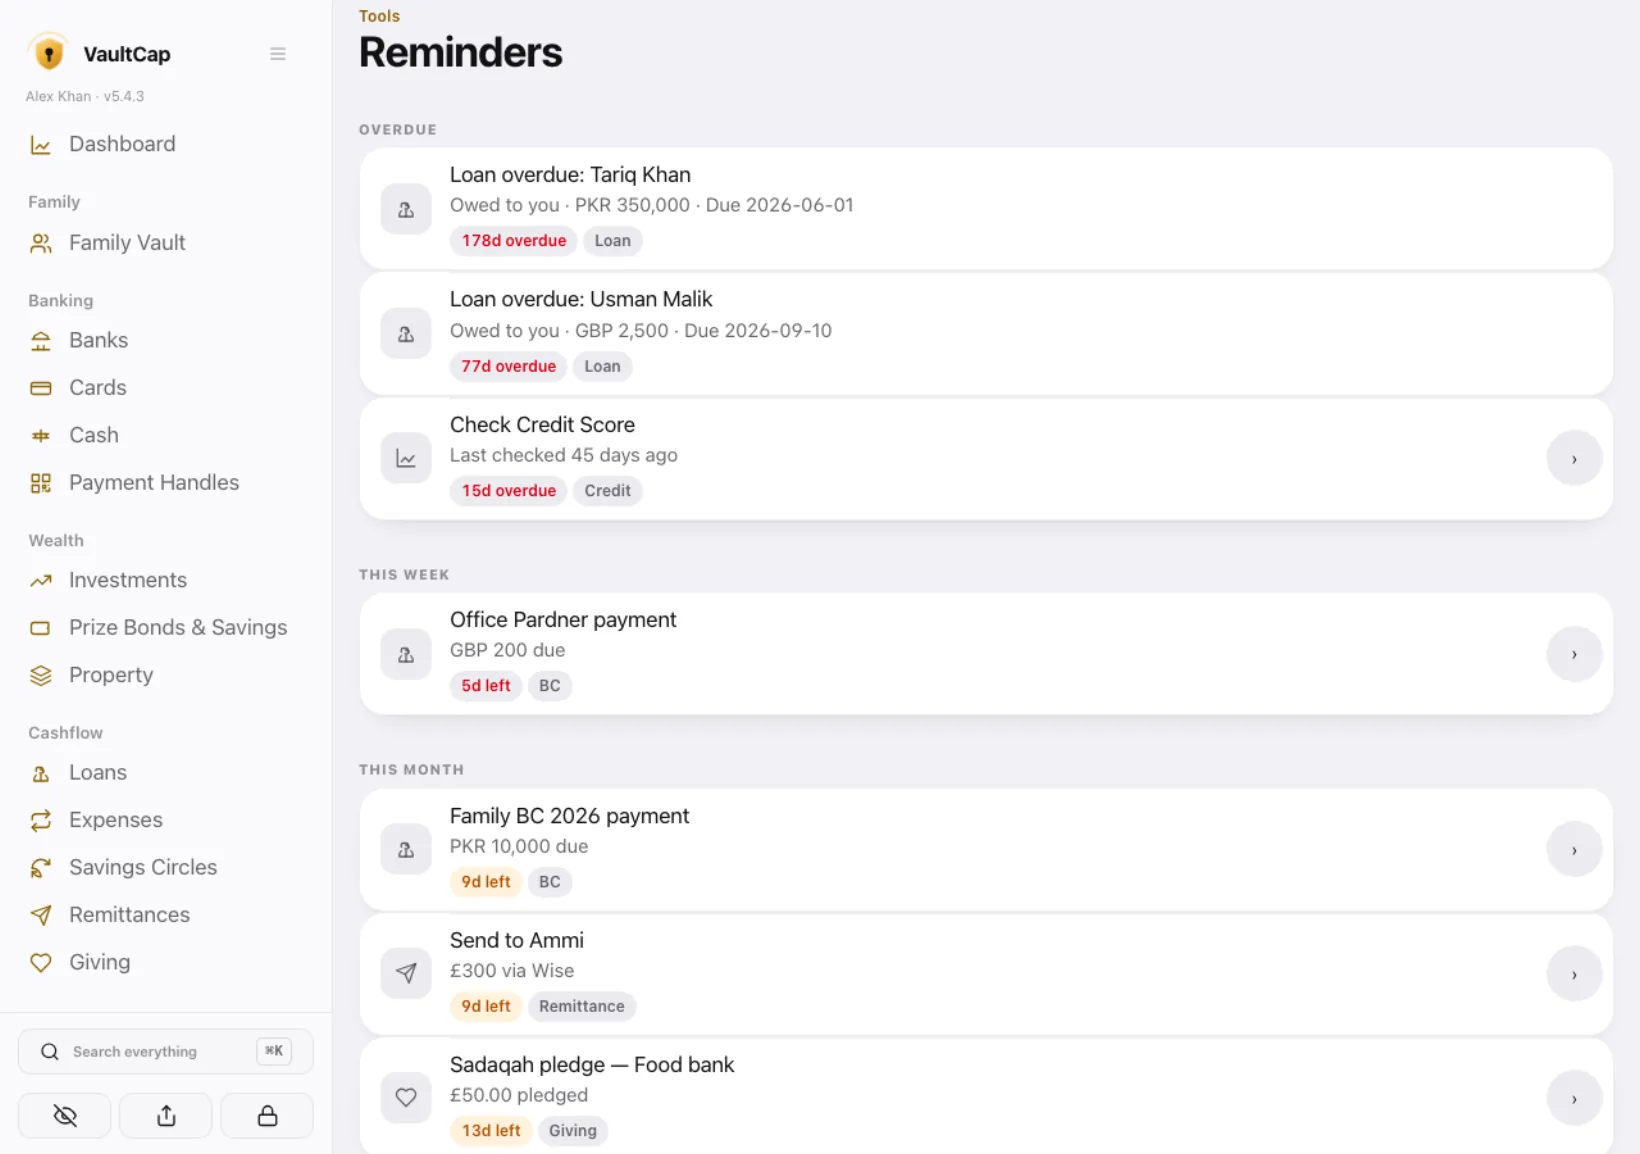 VaultCap
Alex Khan · v5.4.3
Dashboard
Family
Family Vault
Banking
Banks
Cards
Cash
Payment Handles
Wealth
Investments
Prize Bonds & Savings
Property
Cashflow
Loans
Expenses
Savings Circles
Remittances
Giving
Search everything ⌘K
Tools
Reminders
OVERDUE
Loan overdue: Tariq Khan
Owed to you · PKR 350,000 · Due 2026-06-01
178d overdue Loan
Loan overdue: Usman Malik
Owed to you · GBP 2,500 · Due 2026-09-10
77d overdue Loan
Check Credit Score
Last checked 45 days ago
15d overdue Credit
THIS WEEK
Office Pardner payment
GBP 200 due
5d left BC
THIS MONTH
Family BC 2026 payment
PKR 10,000 due
9d left BC
Send to Ammi
£300 via Wise
9d left Remittance
Sadaqah pledge — Food bank
£50.00 pledged
13d left Giving